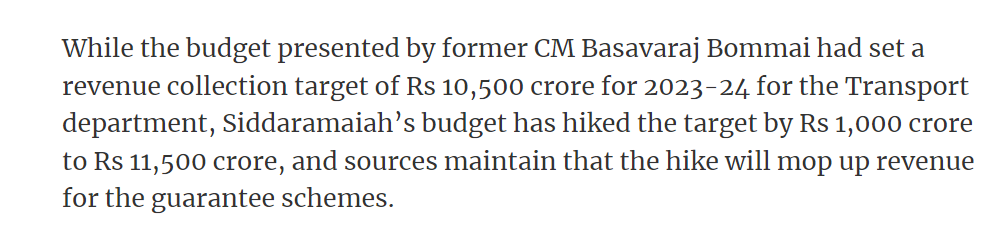 While the budget presented by former CM Basavaraj Bommai had set a
revenue collection target of Rs 10,500 crore for 2023-24 for the Transport
department, Siddaramaiah’s budget has hiked the target by Rs 1,000 crore
to Rs 11,500 crore, and sources maintain that the hike will mop up revenue
for the guarantee schemes.